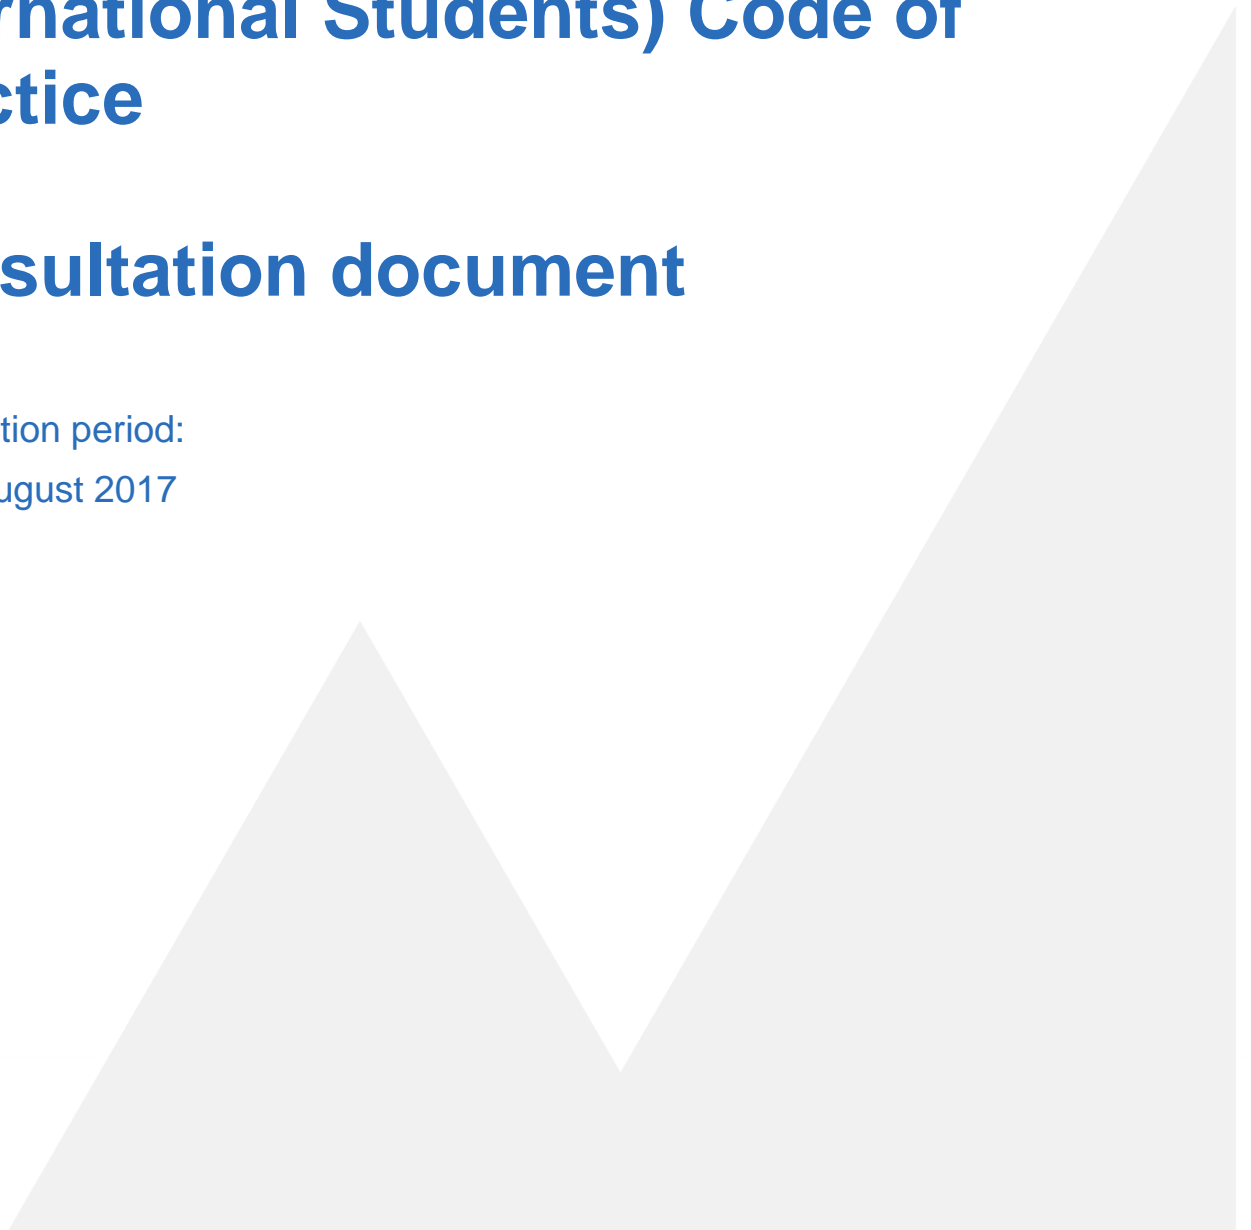 rnational Students) Code of
ctice
sultation document
tion period:
ugust 2017